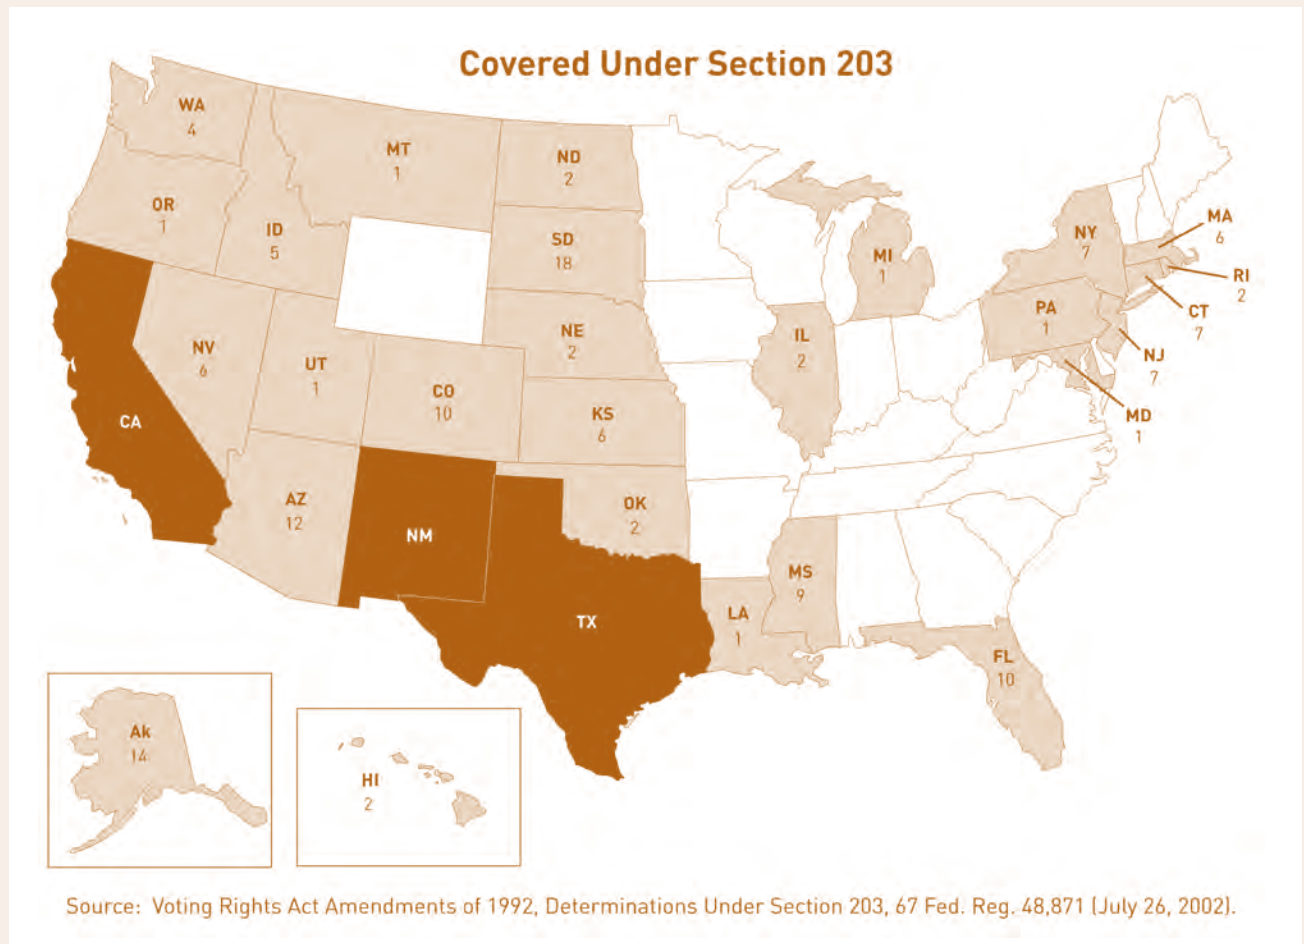 Covered Under Section 203
WA
4
MT
1
ND
2
OR
1
ID
5
SD
18
MI
1
NY
7
MA
6
RI
2
CT
7
PA
1
NJ
7
MD
1
NE
2
IL
2
NV
6
UT
1
CO
10
KS
6
CA
AZ
12
NM
OK
2
TX
MS
9
LA
1
FL
10
Ak
14
HI
2
Source: Voting Rights Act Amendments of 1992, Determinations Under Section 203, 67 Fed. Reg. 48,871 (July 26, 2002).